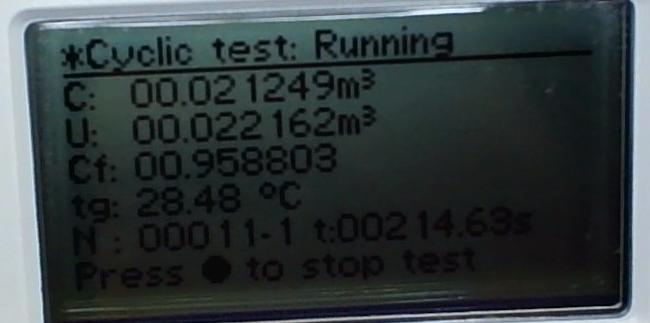 *Cyclic test: Running
C: 00.021249m³
U: 00.022162m³
Cf: 00.958803
tg: 28.48 °C
N : 00011-1 t:00214.63s
Press ● to stop test